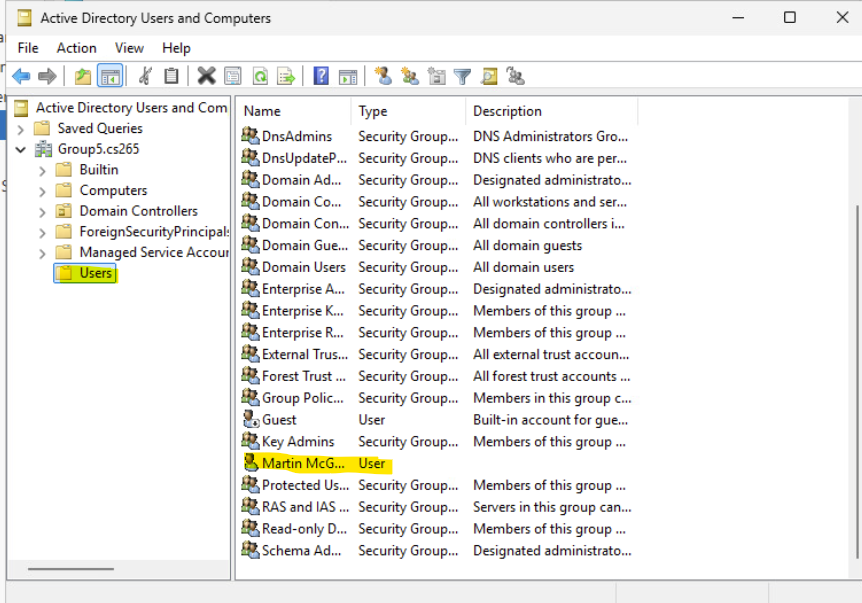 Active Directory Users and Computers
File Action View Help
Active Directory Users and Com
Saved Queries
Group5.cs265
Builtin
Computers
Domain Controllers
ForeignSecurityPrincipals
Managed Service Accour
Users
Name Type Description
DnsAdmins Security Group... DNS Administrators Gro...
DnsUpdateP... Security Group... DNS clients who are per...
Domain Ad... Security Group... Designated administrato...
Domain Co... Security Group... All workstations and ser...
Domain Con... Security Group... All domain controllers i...
Domain Gue... Security Group... All domain guests
Domain Users Security Group... All domain users
Enterprise A... Security Group... Designated administrato...
Enterprise K... Security Group... Members of this group ...
Enterprise R... Security Group... Members of this group ...
External Trus... Security Group... All external trust accoun...
Forest Trust ... Security Group... All forest trust accounts ...
Group Polic... Security Group... Members in this group c...
Guest User Built-in account for gue...
Key Admins Security Group... Members of this group ...
Martin McG... User
Protected Us... Security Group... Members of this group ...
RAS and IAS ... Security Group... Servers in this group can...
Read-only D... Security Group... Members of this group ...
Schema Ad... Security Group... Designated administrato...